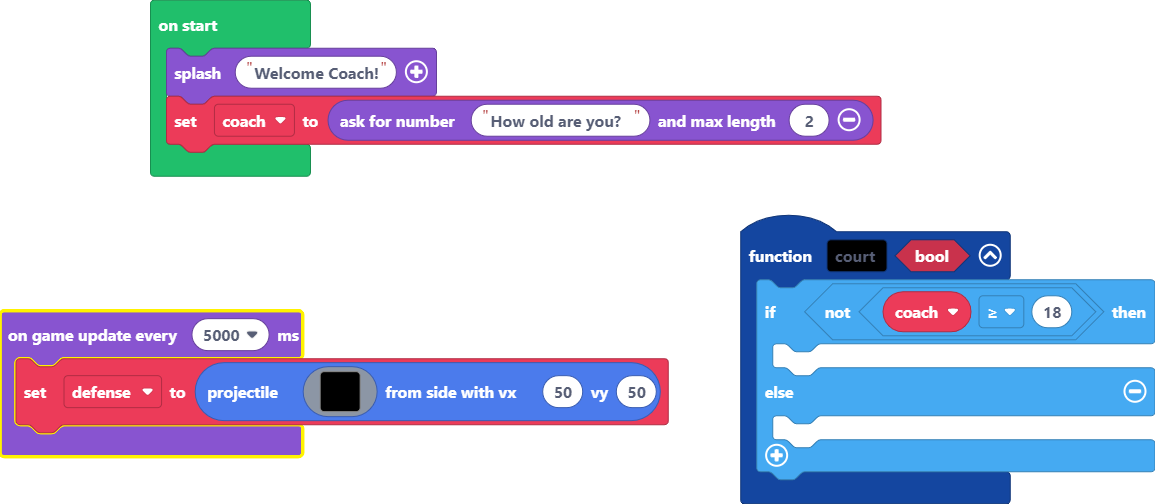 on start
splash "Welcome Coach!"
set coach to ask for number "How old are you? " and max length 2
function court bool
if not coach ≥ 18 then
else
on game update every 5000 ms
set defense to projectile from side with vx 50 vy 50